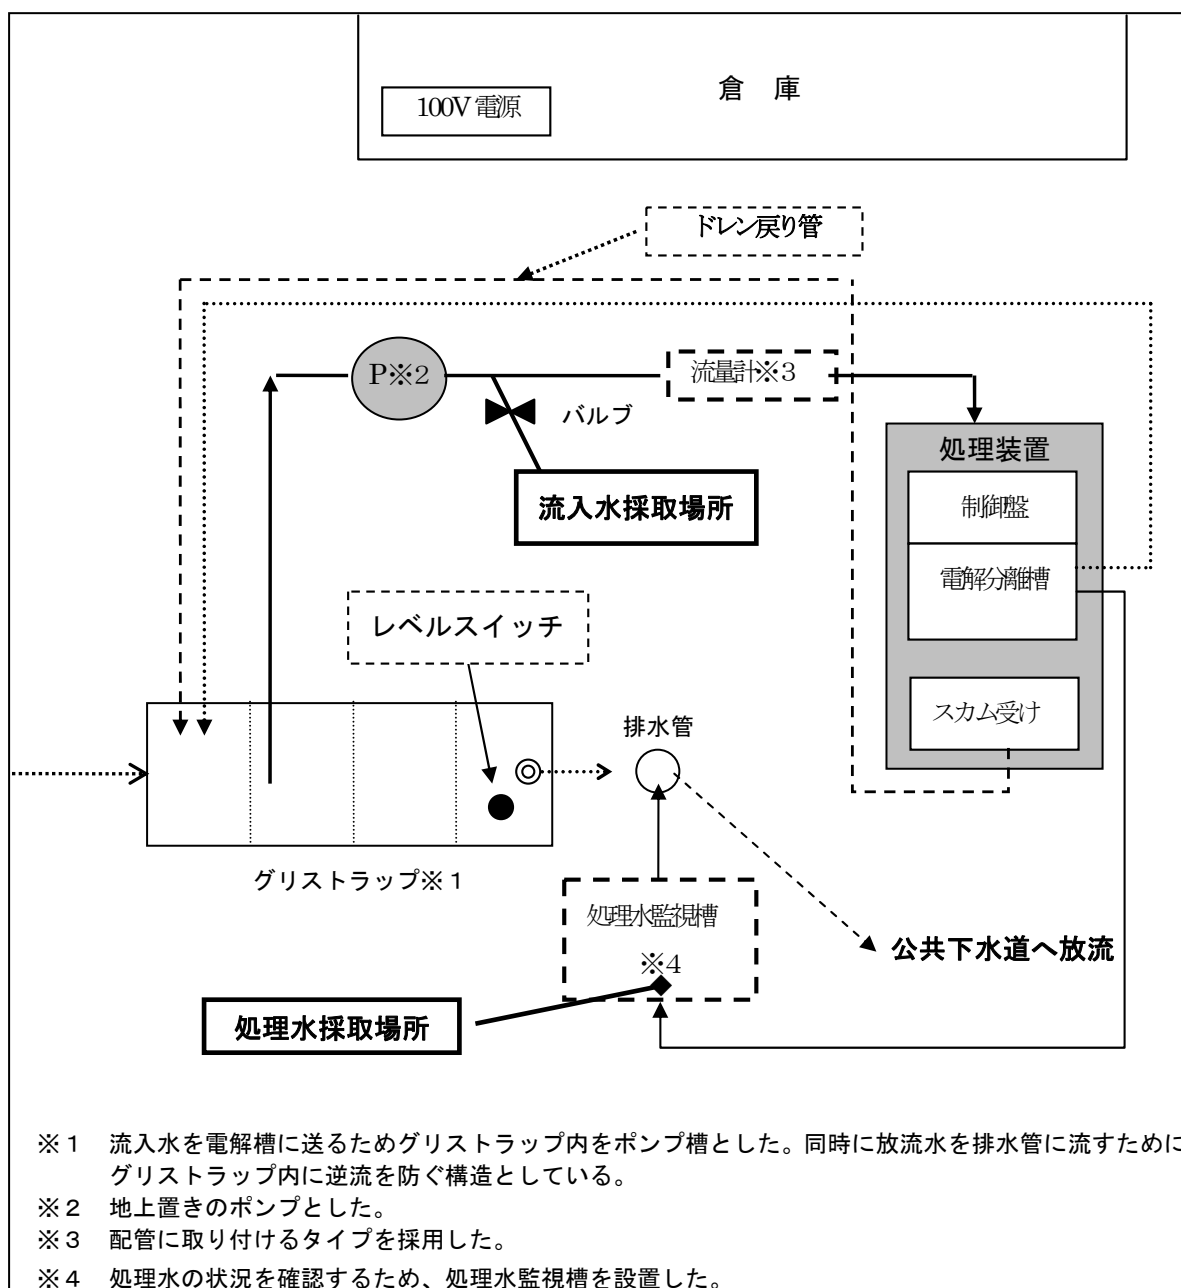 倉　庫
100V 電源
ドレン戻り管
P※2
流量計※3
バルブ
処理装置
流入水採取場所
制御盤
電解分離槽
レベルスイッチ
スカム受け
排水管
グリストラップ※１
処理水監視槽
※4
公共下水道へ放流
処理水採取場所
※１　流入水を電解槽に送るためグリストラップ内をポンプ槽とした。同時に放流水を排水管に流すために
グリストラップ内に逆流を防ぐ構造としている。
※２　地上置きのポンプとした。
※３　配管に取り付けるタイプを採用した。
※４　処理水の状況を確認するため、処理水監視槽を設置した。